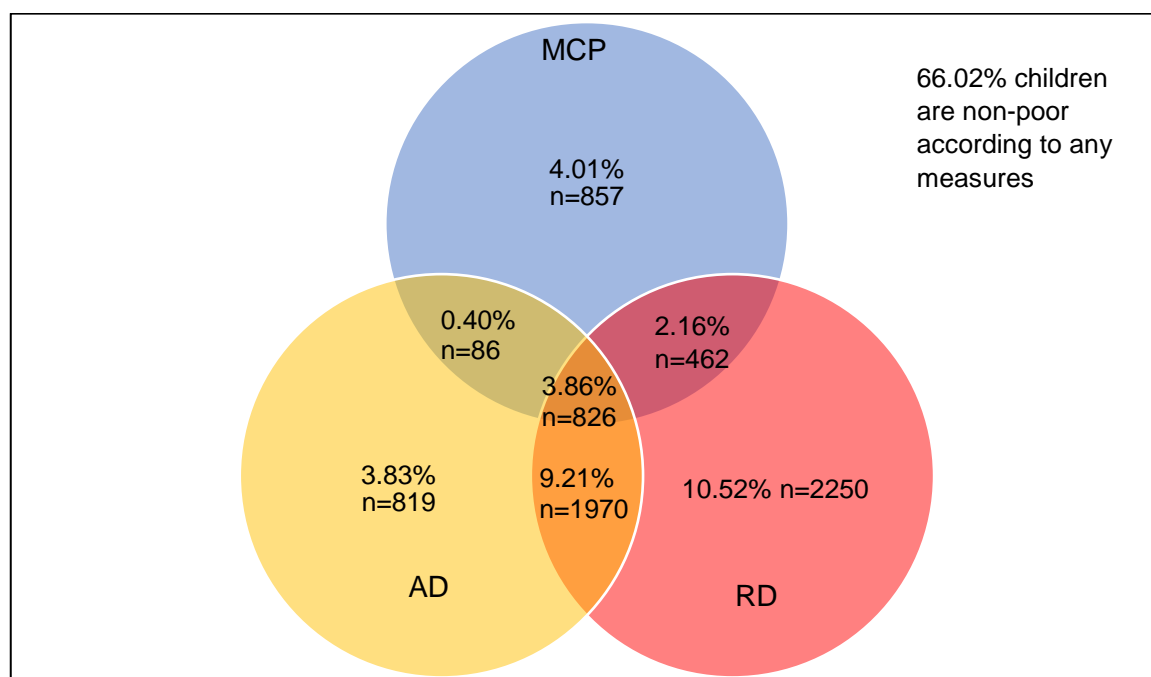 MCP
66.02% children
are non-poor
according to any
measures
4.01%
n=857
0.40%
n=86
2.16%
n=462
3.86%
n=826
3.83%
n=819
9.21%
n=1970
10.52% n=2250
AD
RD